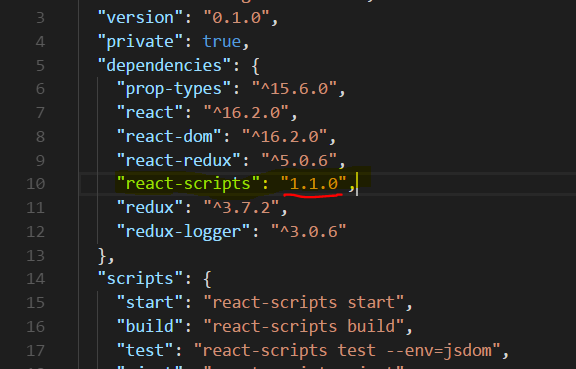 3 "version": "0.1.0",
4 "private": true,
5 "dependencies": {
6 "prop-types": "^15.6.0",
7 "react": "^16.2.0",
8 "react-dom": "^16.2.0",
9 "react-redux": "^5.0.6",
10 "react-scripts": "1.1.0",
11 "redux": "^3.7.2",
12 "redux-logger": "^3.0.6"
13 },
14 "scripts": {
15 "start": "react-scripts start",
16 "build": "react-scripts build",
17 "test": "react-scripts test --env=jsdom",